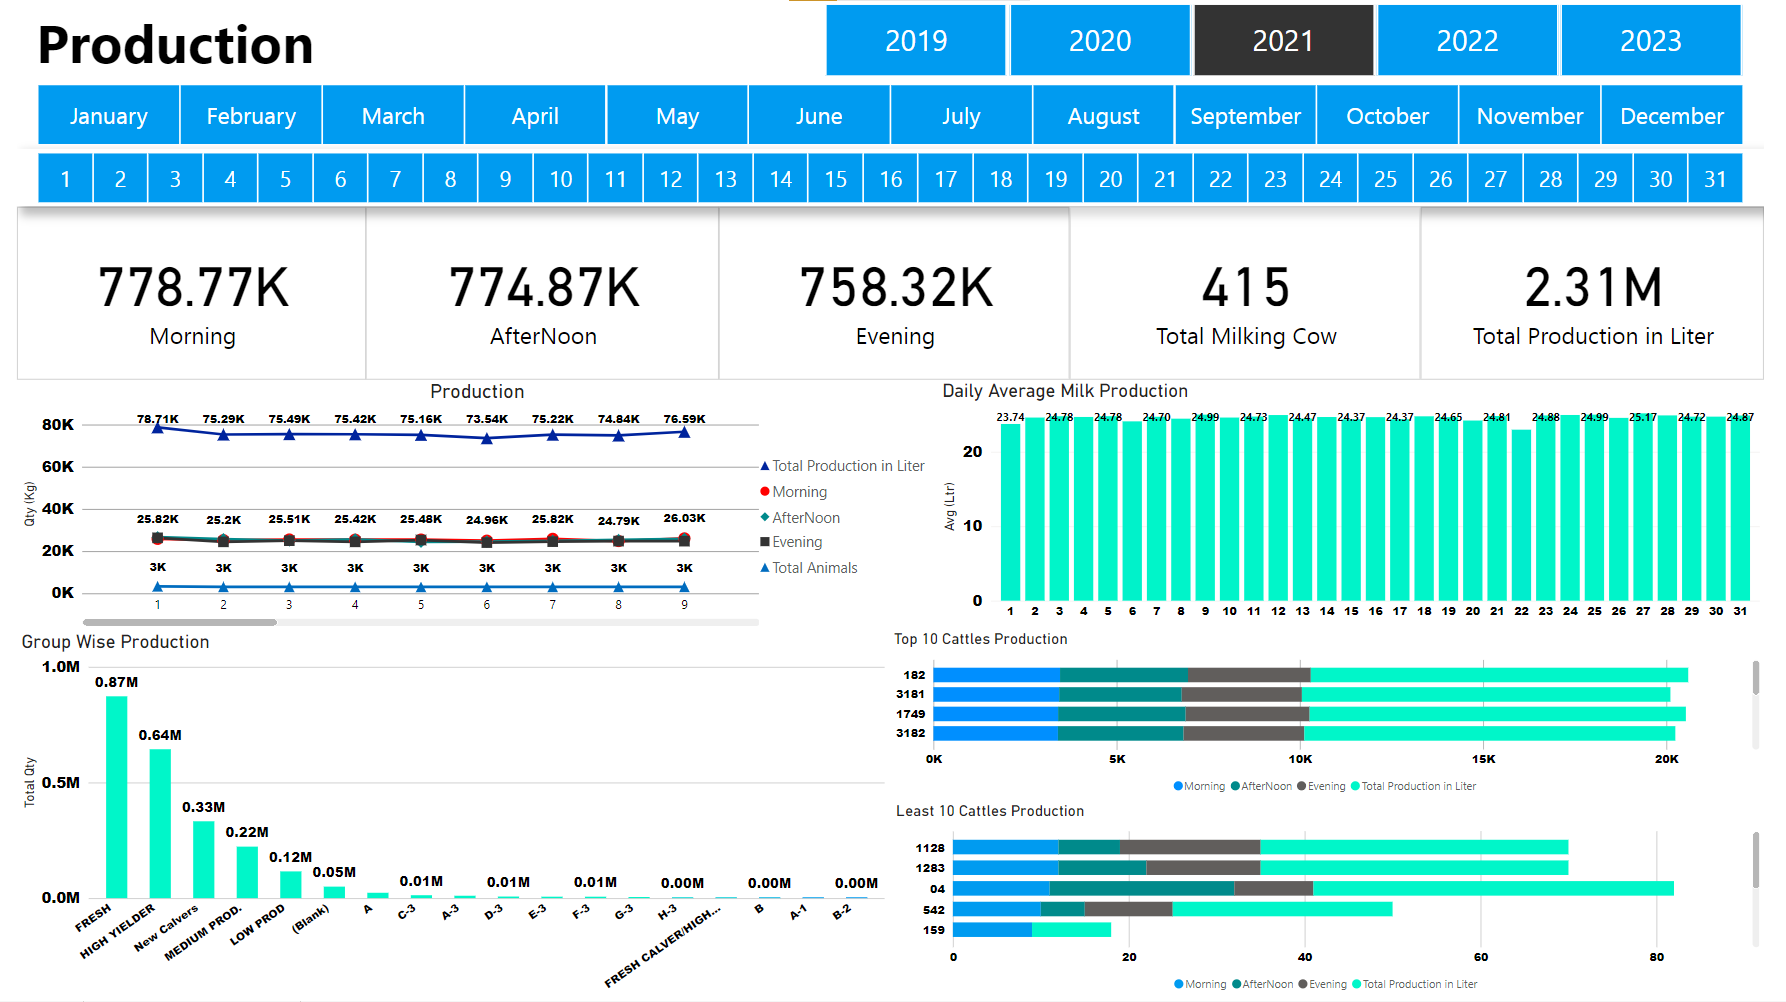 Production
2019 2020 2021 2022 2023
January February March April May June July August September October November December
1 2 3 4 5 6 7 8 9 10 11 12 13 14 15 16 17 18 19 20 21 22 23 24 25 26 27 28 29 30 31
778.77K 774.87K 758.32K 415 2.31M
Morning AfterNoon Evening Total Milking Cow Total Production in Liter
Production
Qty (Kg)
80K
60K
40K
20K
0K
78.71K 75.29K 75.49K 75.42K 75.16K 73.54K 75.22K 74.84K 76.59K
25.82K 25.2K 25.51K 25.42K 25.48K 24.96K 25.82K 24.79K 26.03K
3K 3K 3K 3K 3K 3K 3K 3K 3K
1 2 3 4 5 6 7 8 9
Total Production in Liter
Morning
AfterNoon
Evening
Total Animals
Daily Average Milk Production
Avg (Ltr)
20
10
0
23.74 24.78 24.78 24.70 24.99 24.73 24.47 24.37 24.37 24.65 24.81 24.88 24.99 25.17 24.72 24.87
1 2 3 4 5 6 7 8 9 10 11 12 13 14 15 16 17 18 19 20 21 22 23 24 25 26 27 28 29 30 31
Group Wise Production
Total Qty
1.0M
0.5M
0.0M
0.87M 0.64M 0.33M 0.22M 0.12M 0.05M 0.01M 0.01M 0.01M 0.00M 0.00M 0.00M
FRESH HIGH YIELDER New Calvers MEDIUM PROD. LOW PROD (Blank) A C-3 A-3 D-3 E-3 F-3 G-3 H-3 FRESH CALVER/HIGH... B A-1 B-2
Top 10 Cattles Production
182
3181
1749
3182
0K 5K 10K 15K 20K
Morning AfterNoon Evening Total Production in Liter
Least 10 Cattles Production
1128
1283
04
542
159
0 20 40 60 80
Morning AfterNoon Evening Total Production in Liter